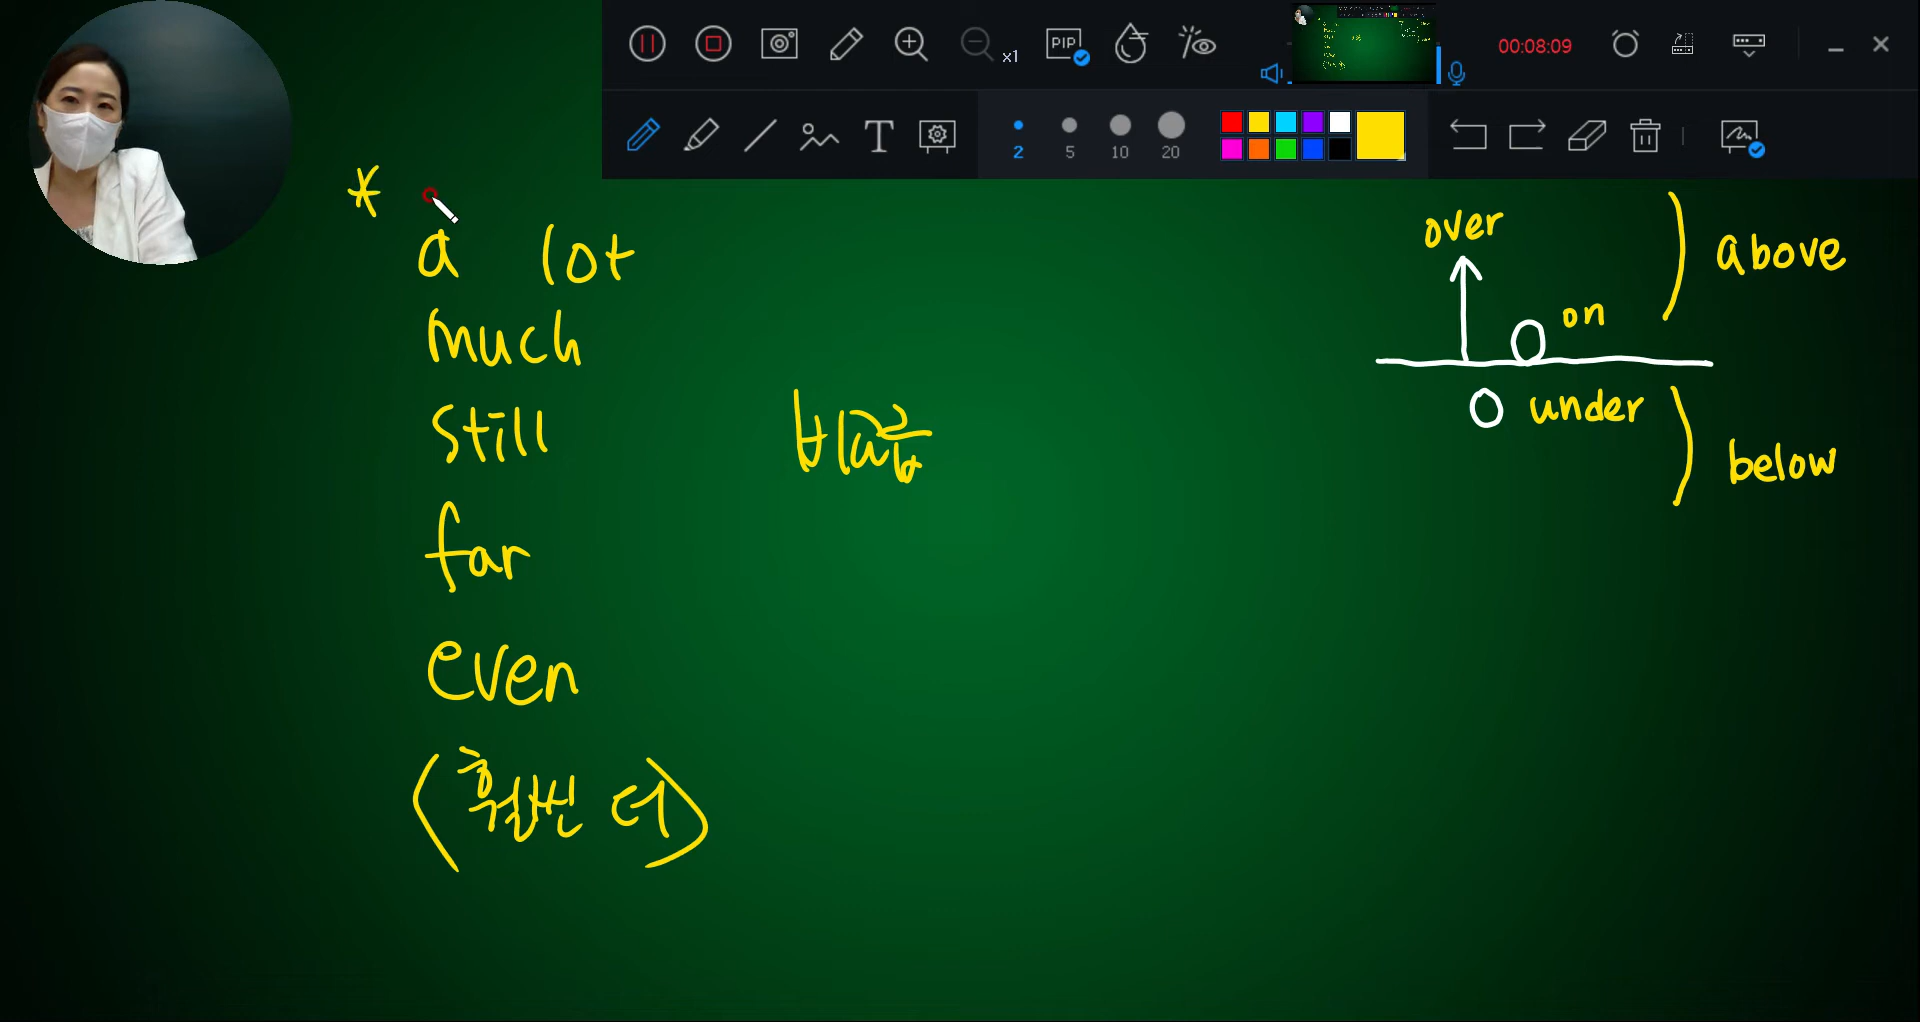 x1
PIP
00:08:09
T
2 5 10 20
* a lot
much
still
far
even
(훨씬 더)
비교급
over
on
above
under
below